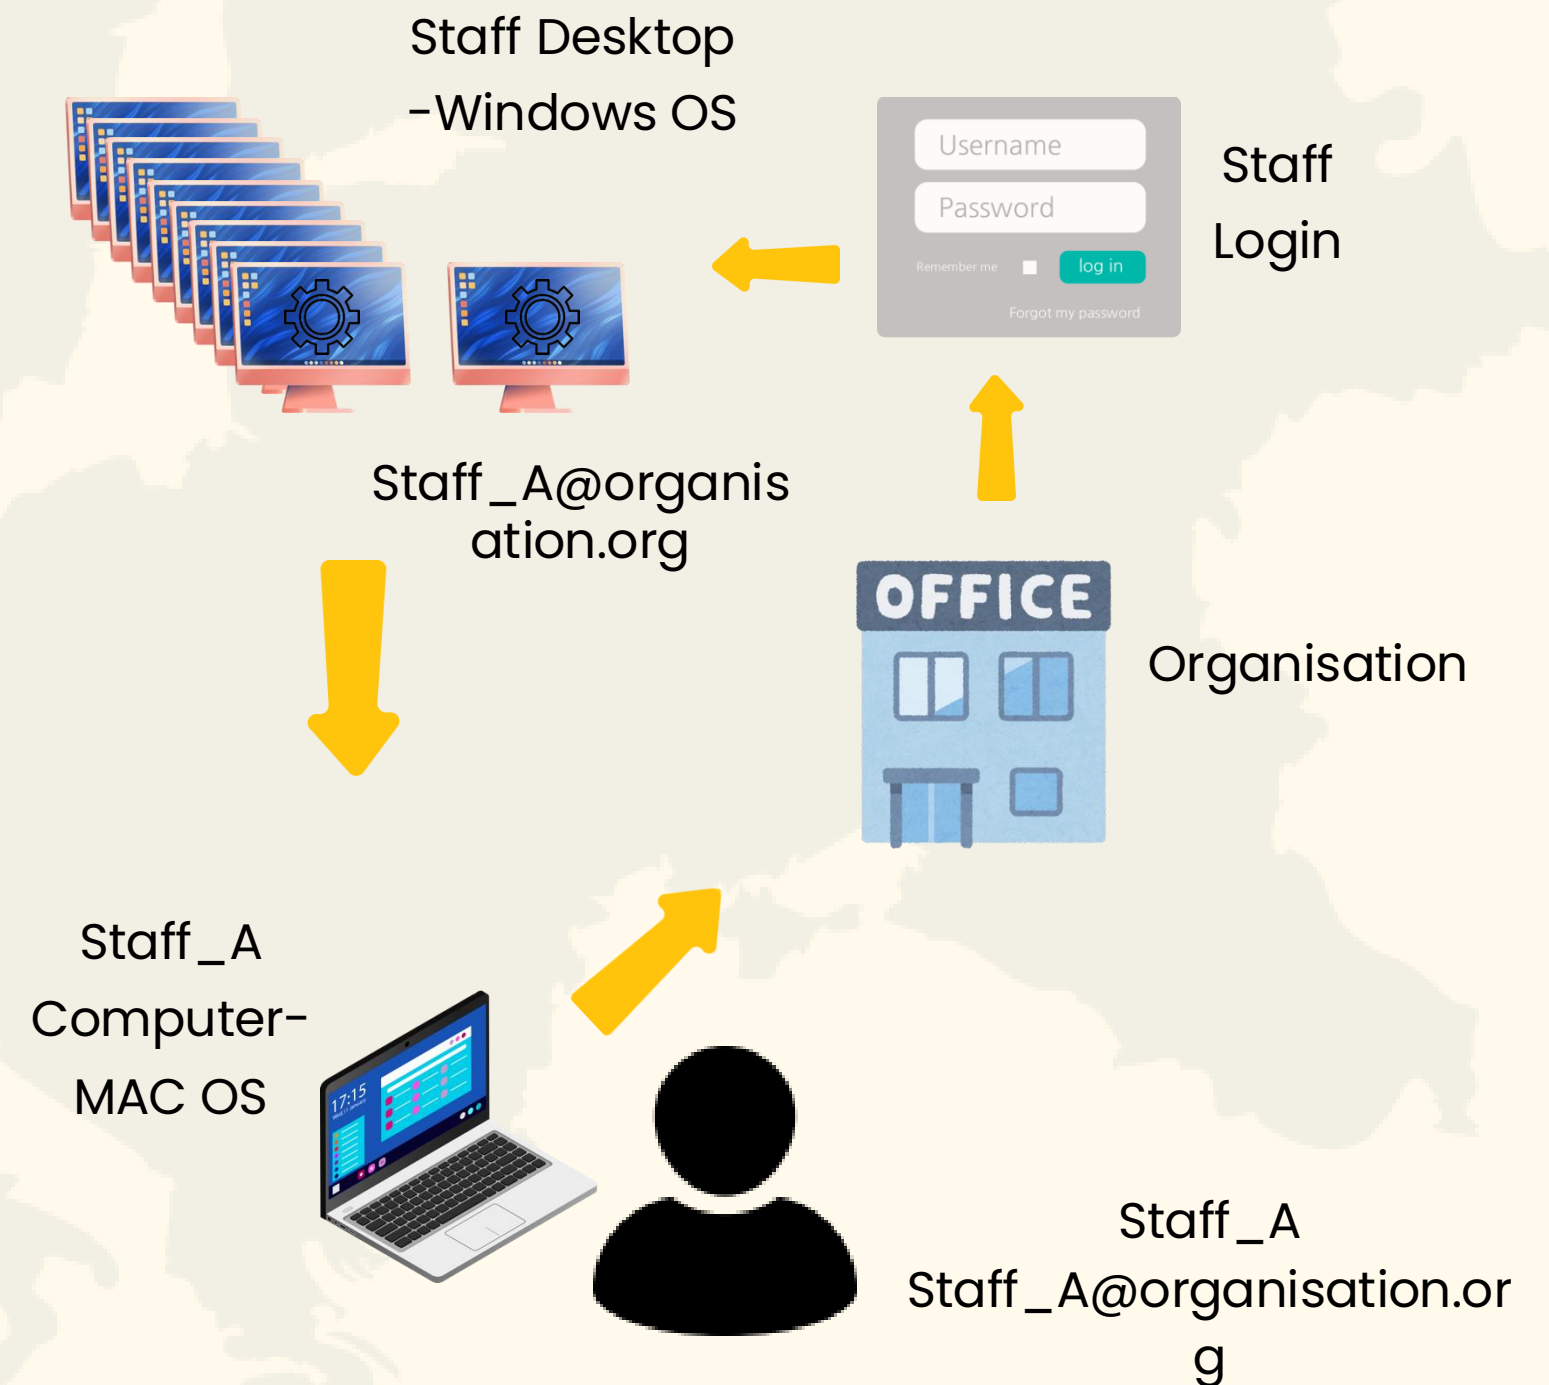 Staff Desktop
-Windows OS
Username
Password
Remember me
log in
Forgot my password
Staff
Login
Staff_A@organis
ation.org
OFFICE
Organisation
Staff_A
Computer-
MAC OS
17:15
Staff_A
Staff_A@organisation.or
g